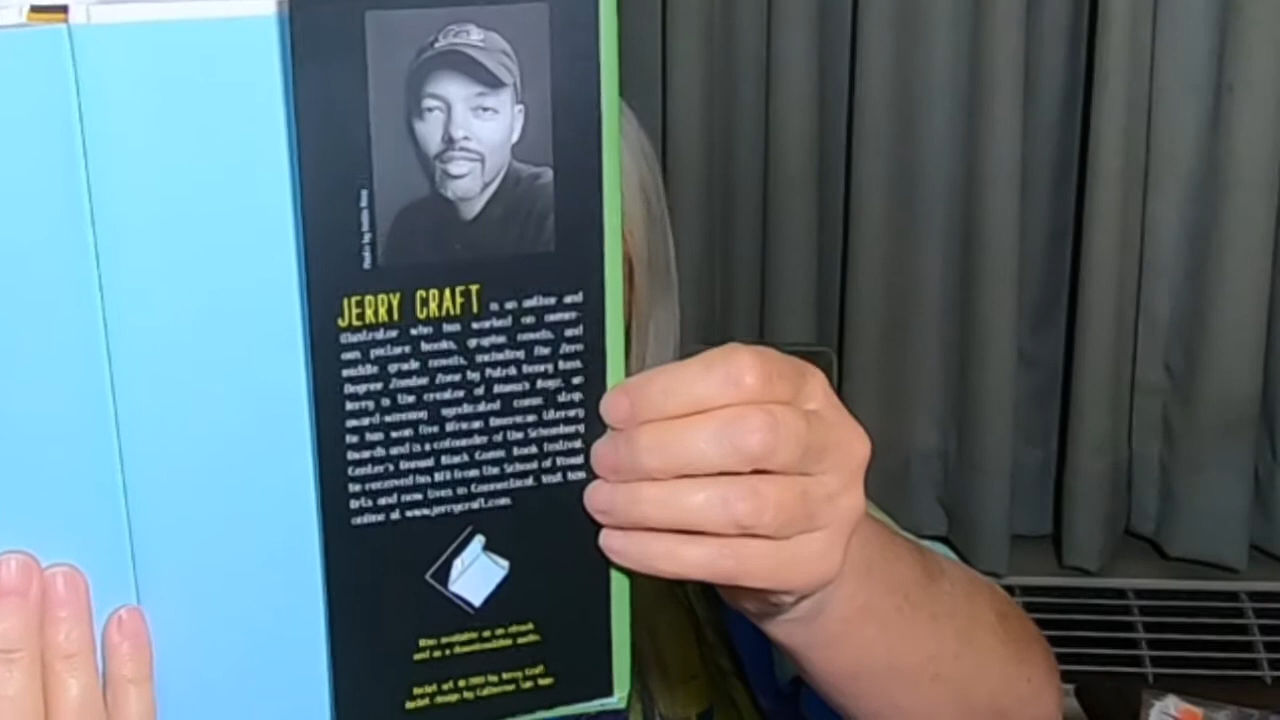 JERRY CRAFT is an author and
illustrator who has worked on numer-
ous picture books, graphic novels, and
middle grade novels, including The Zero
Degree Zombie Zone by Patrik Henry Bass.
Jerry is the creator of Mama's Boyz, an
award-winning syndicated comic strip.
He has won five African American Literary
Awards and is a cofounder of the Schomburg
Center's Annual Black Comic Book Festival.
He received his BFA from the School of Visual
Arts and now lives in Connecticut. Visit him
online at www.jerrycraft.com.
Also available as an ebook
and as a downloadable audio.
Jacket art © 2019 by Jerry Craft
Jacket design by Catherine San Juan
Photo by